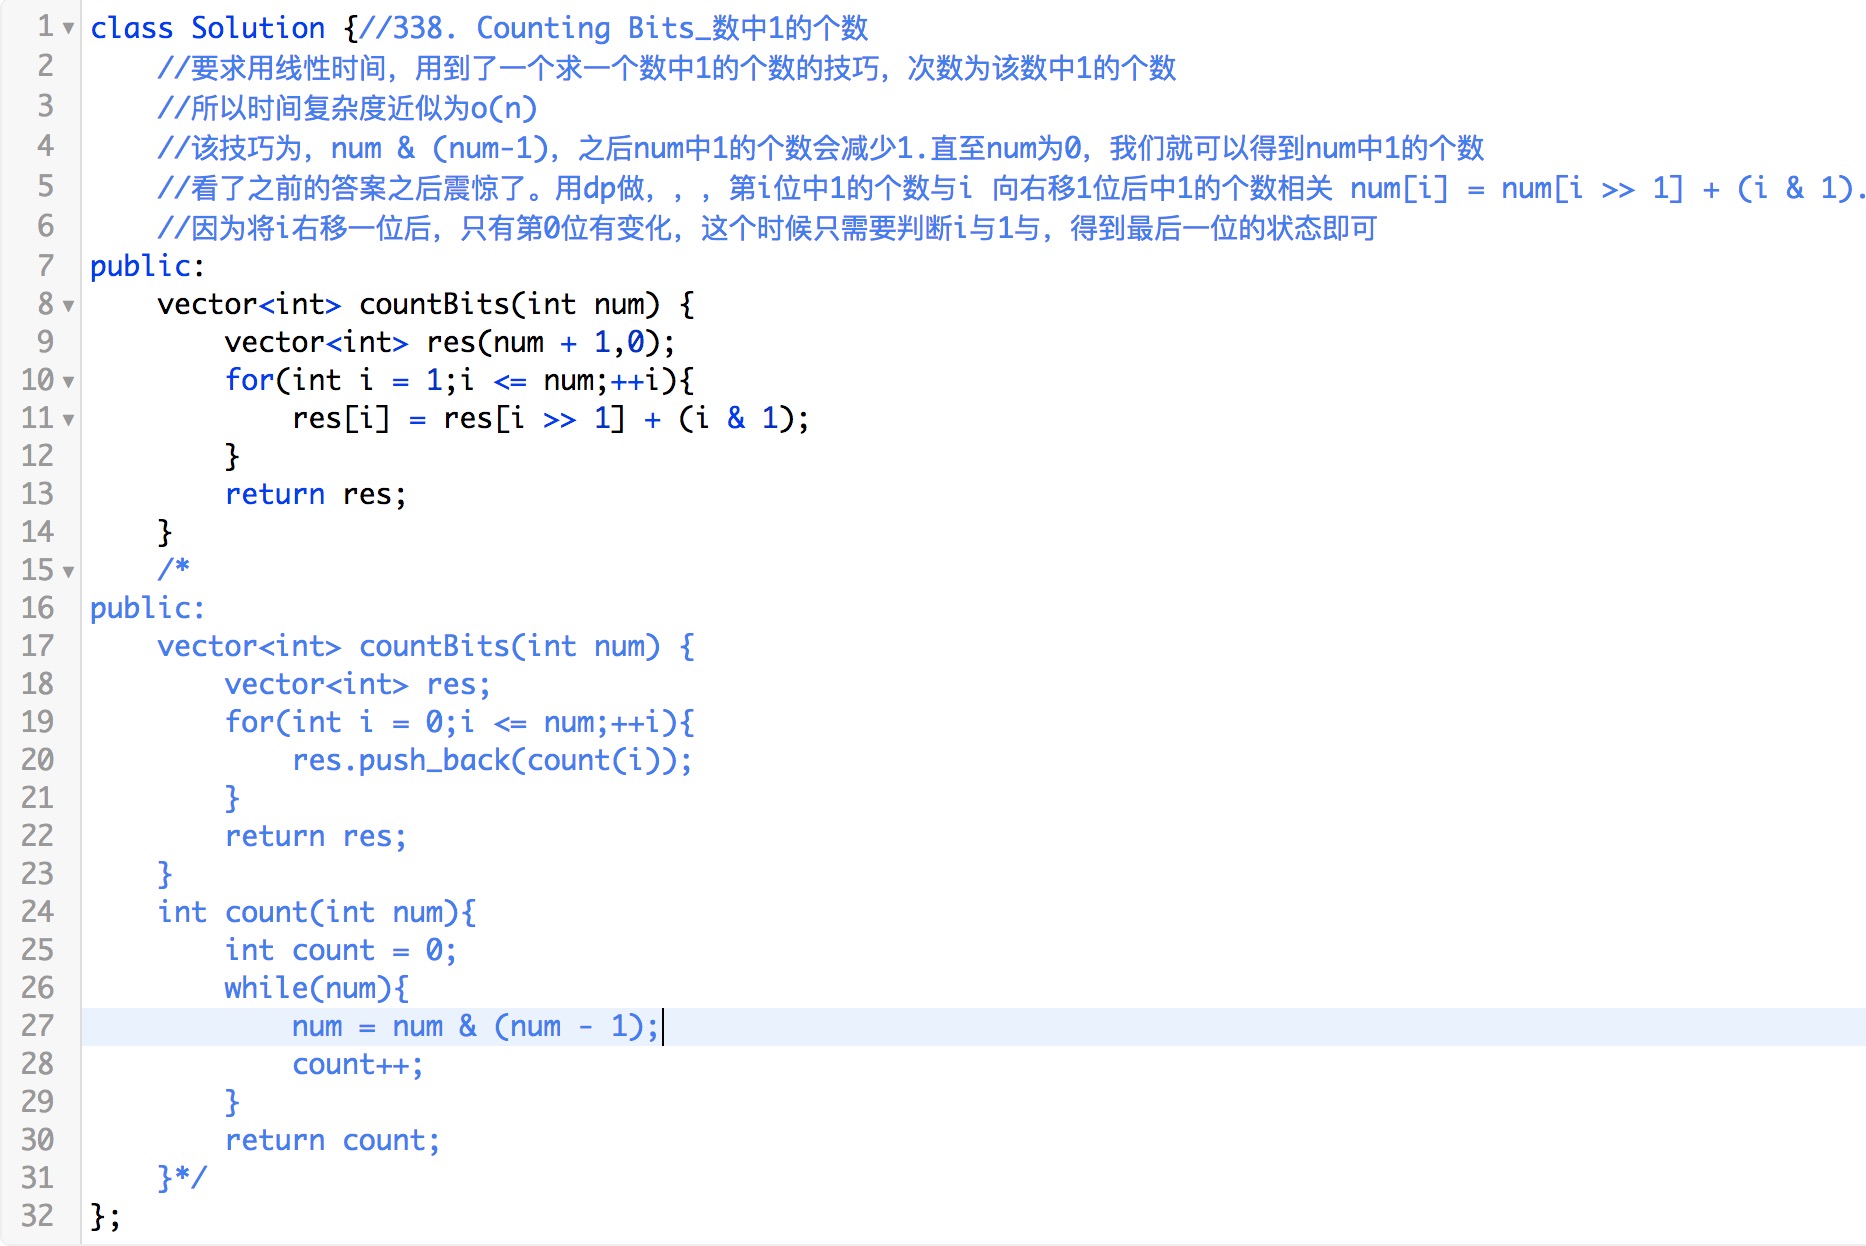 1 class Solution {//338. Counting Bits_数中1的个数
2     //要求用线性时间，用到了一个求一个数中1的个数的技巧，次数为该数中1的个数
3     //所以时间复杂度近似为o(n)
4     //该技巧为，num & (num-1)，之后num中1的个数会减少1.直至num为0，我们就可以得到num中1的个数
5     //看了之前的答案之后震惊了。用dp做，，，第i位中1的个数与i 向右移1位后中1的个数相关 num[i] = num[i >> 1] + (i & 1).
6     //因为将i右移一位后，只有第0位有变化，这个时候只需要判断i与1与，得到最后一位的状态即可
7 public:
8     vector<int> countBits(int num) {
9         vector<int> res(num + 1,0);
10         for(int i = 1;i <= num;++i){
11             res[i] = res[i >> 1] + (i & 1);
12         }
13         return res;
14     }
15     /*
16 public:
17     vector<int> countBits(int num) {
18         vector<int> res;
19         for(int i = 0;i <= num;++i){
20             res.push_back(count(i));
21         }
22         return res;
23     }
24     int count(int num){
25         int count = 0;
26         while(num){
27             num = num & (num - 1);
28             count++;
29         }
30         return count;
31     }*/
32 };